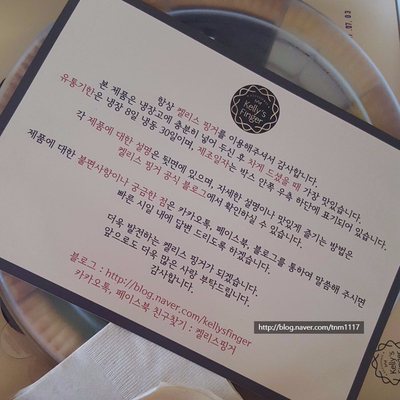 Kelly's
Finger
항상 켈리스 핑거를 이용해주셔서 감사합니다.
본 제품은 냉장고에 충분히 넣어 두신 후 차게 드셨을 때 가장 맛있습니다.
유통기한은 냉장 8일 냉동 30일이며, 제조일자는 박스 안쪽 우측 하단에 표기되어 있습니다.
각 제품에 대한 설명은 뒷면에 있으며, 자세한 설명이나 맛있게 즐기는 방법은
켈리스 핑거 공식 블로그에서 확인하실 수 있습니다.
제품에 대한 불편사항이나 궁금한 점은 카카오톡, 페이스북, 블로그를 통하여 말씀해 주시면
빠른 시일 내에 답변 드리도록 하겠습니다.
더욱 발전하는 켈리스 핑거가 되겠습니다.
앞으로도 더욱 많은 사랑 부탁드립니다.
감사합니다.
블로그 : http://blog.naver.com/kellysfinger
카카오톡, 페이스북 친구찾기 : 켈리스핑거
http://blog.naver.com/tnm1117
Kelly's